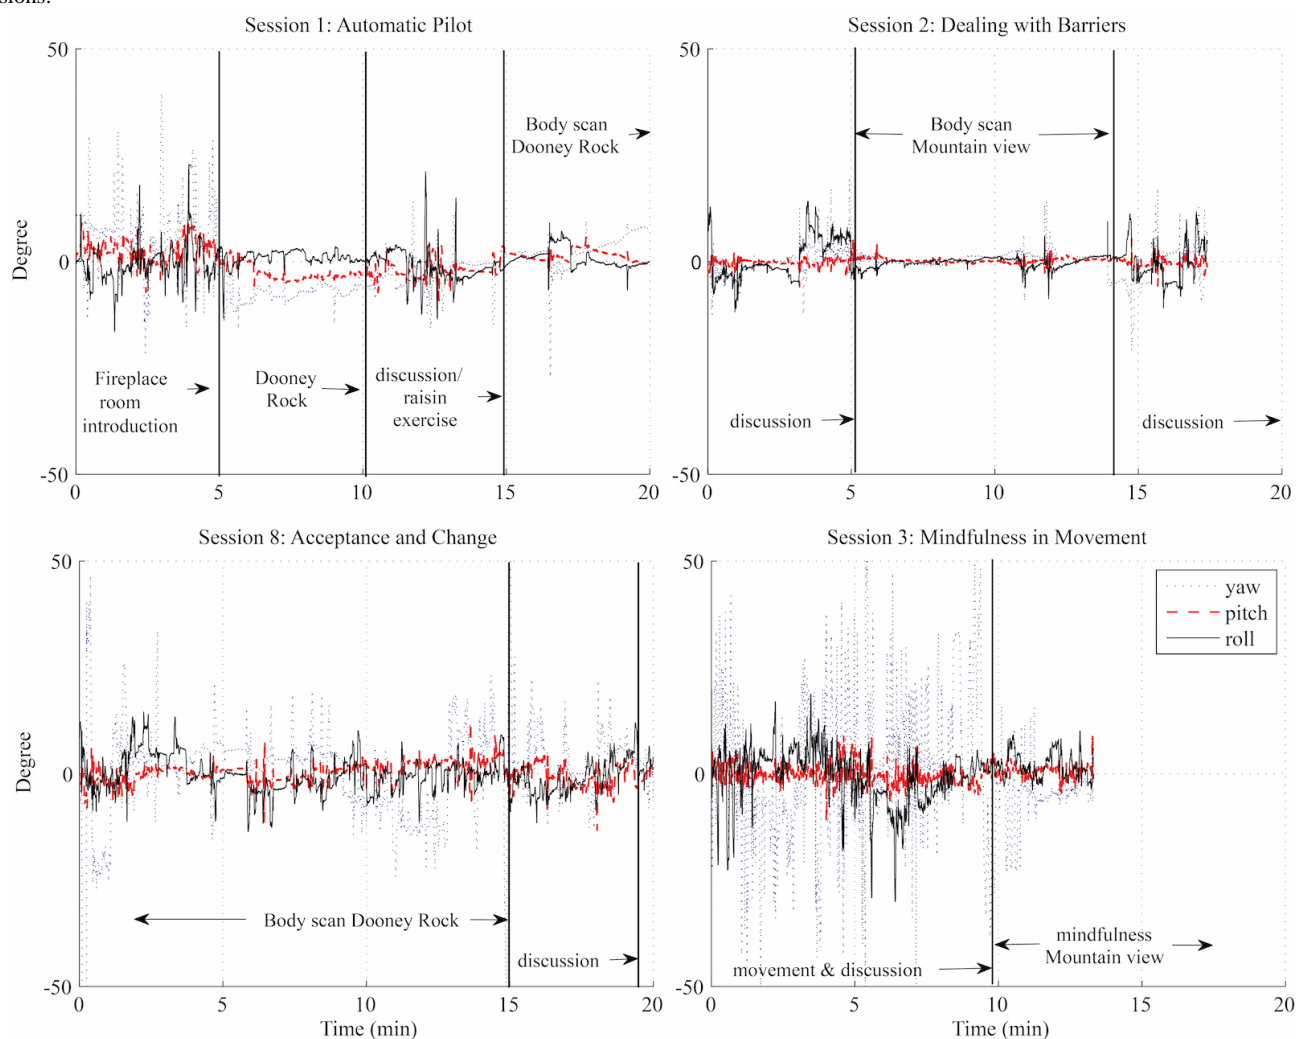 sions.
Session 1: Automatic Pilot
50
0
-50
Degree
0
5
10
15
20
Fireplace
room
introduction
Dooney
Rock
discussion/
raisin
exercise
Body scan
Dooney Rock
Session 2: Dealing with Barriers
50
0
-50
0
5
10
15
20
discussion
Body scan
Mountain view
discussion
Session 8: Acceptance and Change
50
0
-50
Degree
0
5
10
15
20
Time (min)
Body scan Dooney Rock
discussion
Session 3: Mindfulness in Movement
50
0
-50
0
5
10
15
20
Time (min)
yaw
pitch
roll
movement & discussion
mindfulness
Mountain view